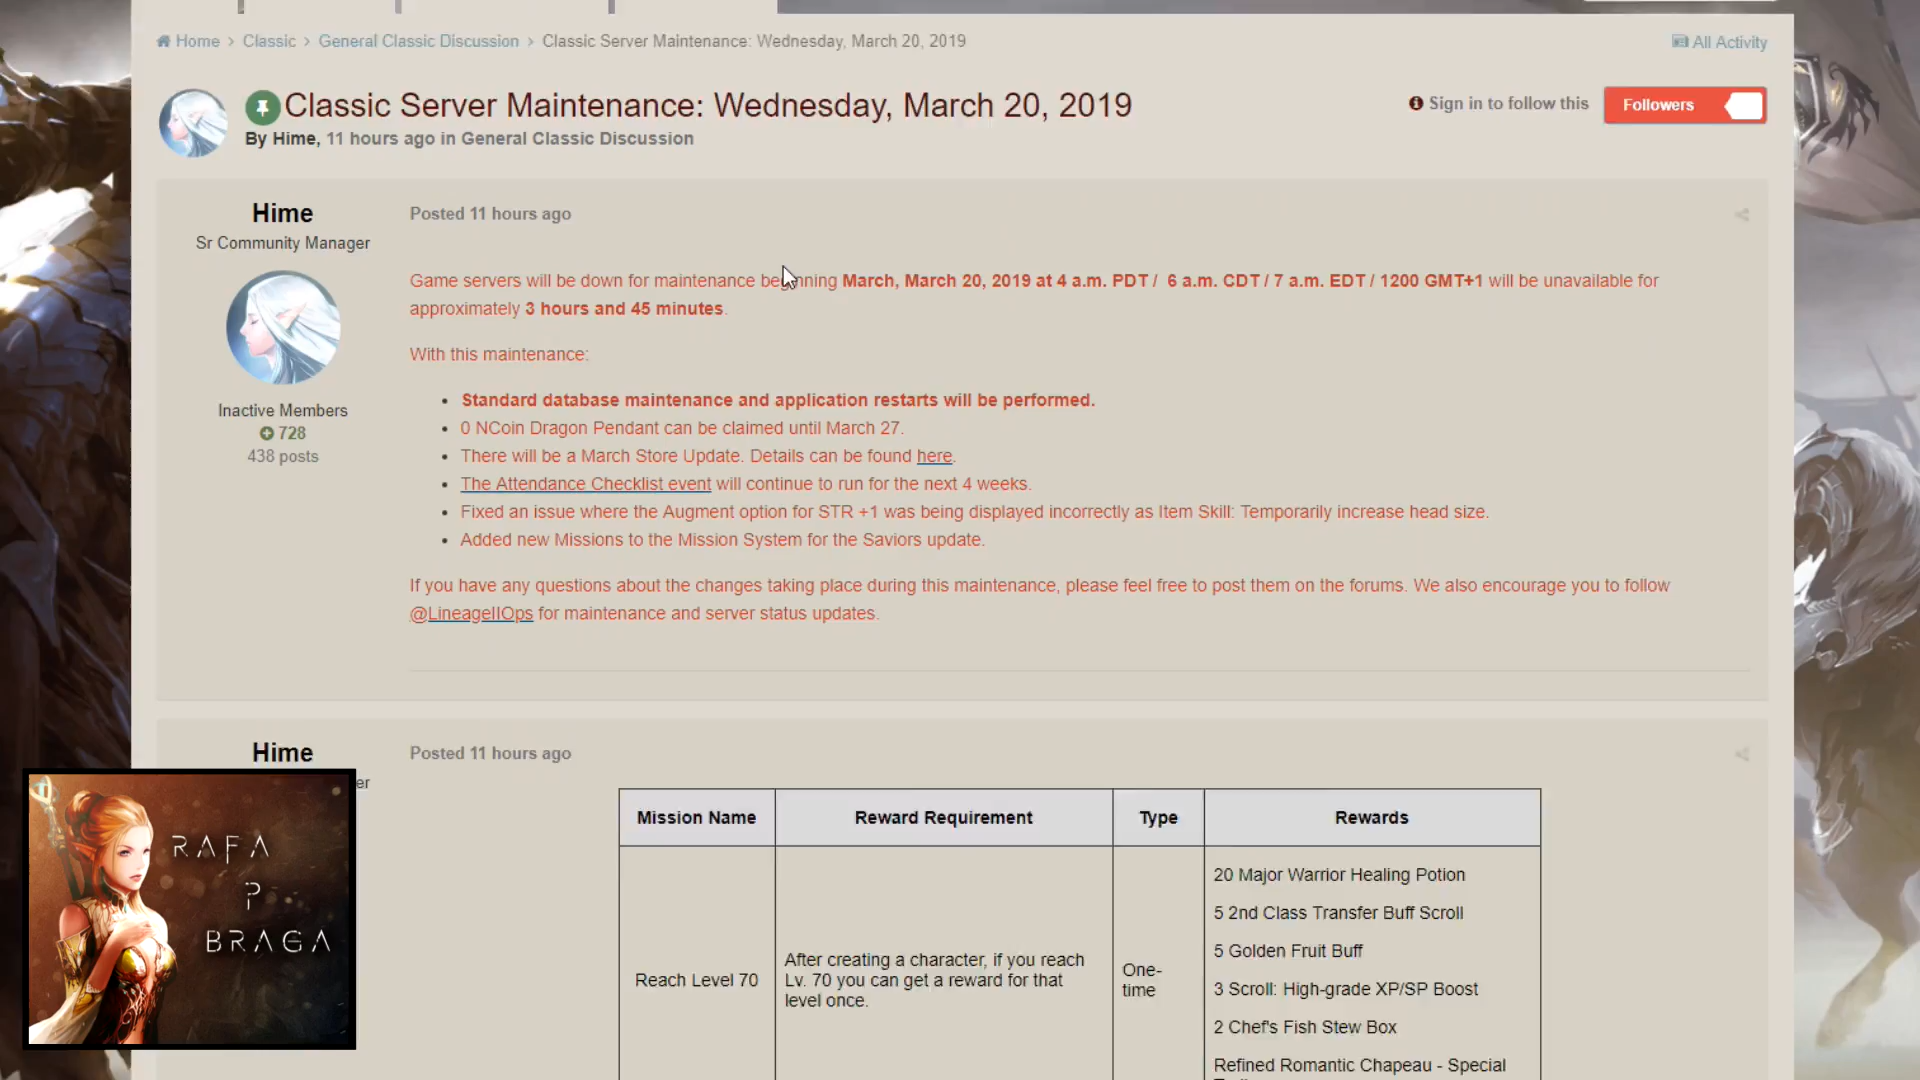 Home > Classic > General Classic Discussion > Classic Server Maintenance: Wednesday, March 20, 2019
All Activity
Classic Server Maintenance: Wednesday, March 20, 2019
Sign in to follow this
Followers
By Hime, 11 hours ago in General Classic Discussion
Hime
Sr Community Manager
Inactive Members
728
438 posts
Posted 11 hours ago
Game servers will be down for maintenance beginning March, March 20, 2019 at 4 a.m. PDT / 6 a.m. CDT / 7 a.m. EDT / 1200 GMT+1 will be unavailable for
approximately 3 hours and 45 minutes.
With this maintenance:
• Standard database maintenance and application restarts will be performed.
• 0 NCoin Dragon Pendant can be claimed until March 27.
• There will be a March Store Update. Details can be found here.
• The Attendance Checklist event will continue to run for the next 4 weeks.
• Fixed an issue where the Augment option for STR +1 was being displayed incorrectly as Item Skill: Temporarily increase head size.
• Added new Missions to the Mission System for the Saviors update.
If you have any questions about the changes taking place during this maintenance, please feel free to post them on the forums. We also encourage you to follow
@LineageIIOps for maintenance and server status updates.
Hime
er
Posted 11 hours ago
Mission Name
Reward Requirement
Type
Rewards
Reach Level 70
After creating a character, if you reach
Lv. 70 you can get a reward for that
level once.
One-
time
20 Major Warrior Healing Potion
5 2nd Class Transfer Buff Scroll
5 Golden Fruit Buff
3 Scroll: High-grade XP/SP Boost
2 Chef's Fish Stew Box
Refined Romantic Chapeau - Special
RAFA
P
BRAGA